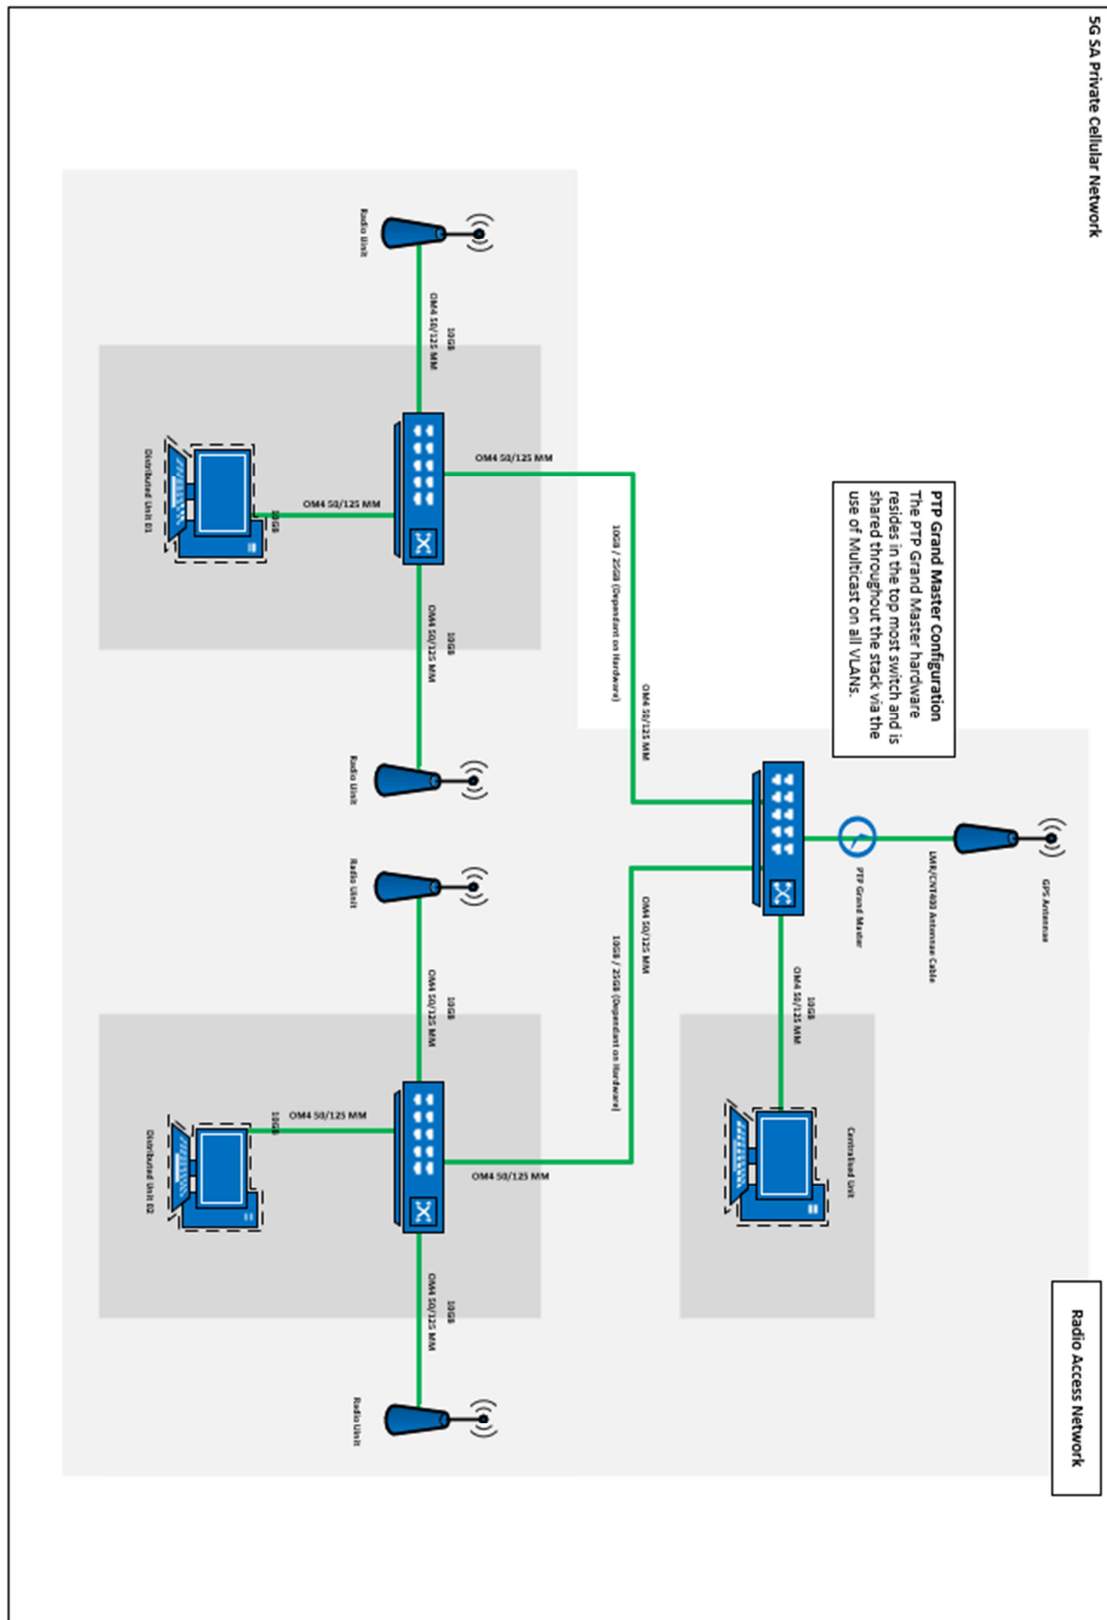 5G SA Private Cellular Network
Radio Access Network
GPS Antennae
LMR/CNT400 Antennae Cable
PTP Grand Master
PTP Grand Master Configuration
The PTP Grand Master hardware
resides in the top most switch and is
shared throughout the stack via the
use of Multicast on all VLANs.
10GB
OM4 50/125 MM
Centralised Unit
OM4 50/125 MM
10GB / 25GB (Dependant on Hardware)
OM4 50/125 MM
OM4 50/125 MM
10GB / 25GB (Dependant on Hardware)
OM4 50/125 MM
Radio Uinit
10GB
OM4 50/125 MM
10GB
OM4 50/125 MM
Radio Uinit
OM4 50/125 MM
10GB
Distributed Unit 01
Radio Uinit
10GB
OM4 50/125 MM
10GB
OM4 50/125 MM
Radio Uinit
OM4 50/125 MM
10GB
Distributed Unit 02